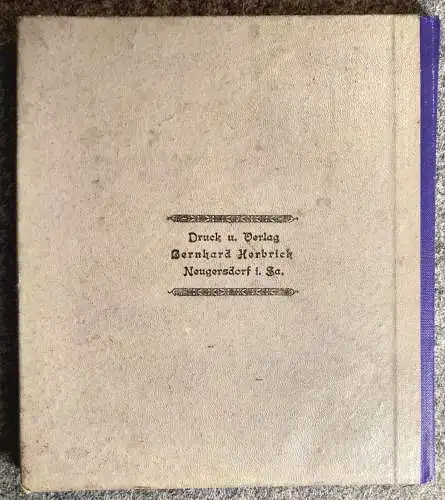 Druck u. Verlag
Bernhard Herbrich
Neugersdorf i. Sa.